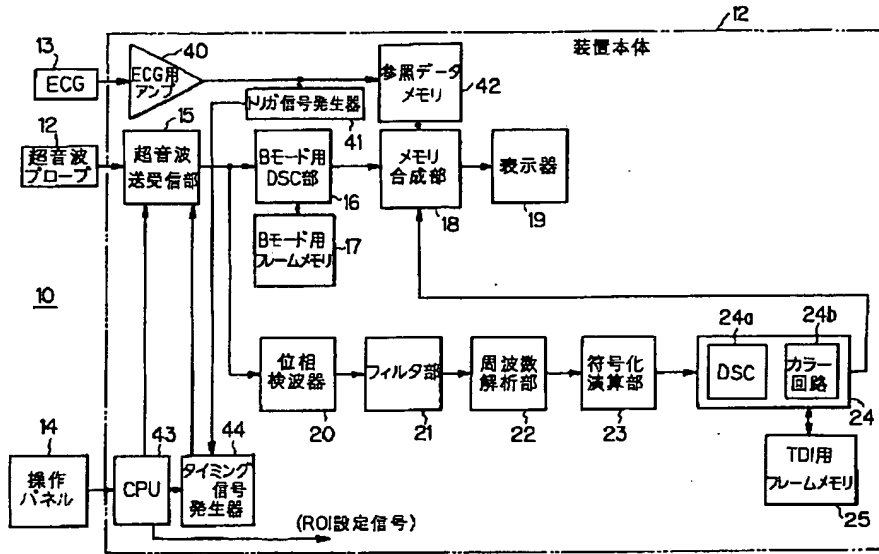 12
装置本体
13
ECG
40
ECG用
アンプ
参照データ
メモリ
42
トリガ信号発生器
41
12
超音波
プローブ
15
超音波
送受信部
Bモード用
DSC部
16
メモリ
合成部
18
表示器
19
Bモード用
フレームメモリ
17
10
位相
検波器
20
フィルタ部
21
周波数
解析部
22
符号化
演算部
23
24a
DSC
24b
カラー
回路
24
TDI用
フレームメモリ
25
14
操作
パネル
43
CPU
44
タイミング
信号
発生器
(ROI設定信号)